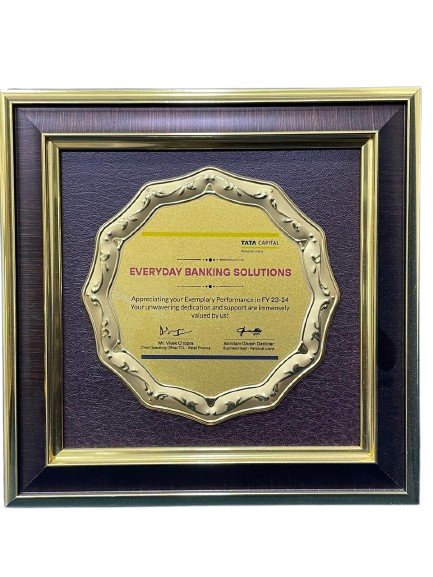 TATA CAPITAL
EVERYDAY BANKING SOLUTIONS
Appreciating your Exemplary Performance in FY 23-24
Your unwavering dedication and support are immensely
valued by us!
Mr. Vivek Chopra
Chief Operating Officer TCL - Retail Finance
Arindam Ghosh Dastidar
Business Head - Personal Loans